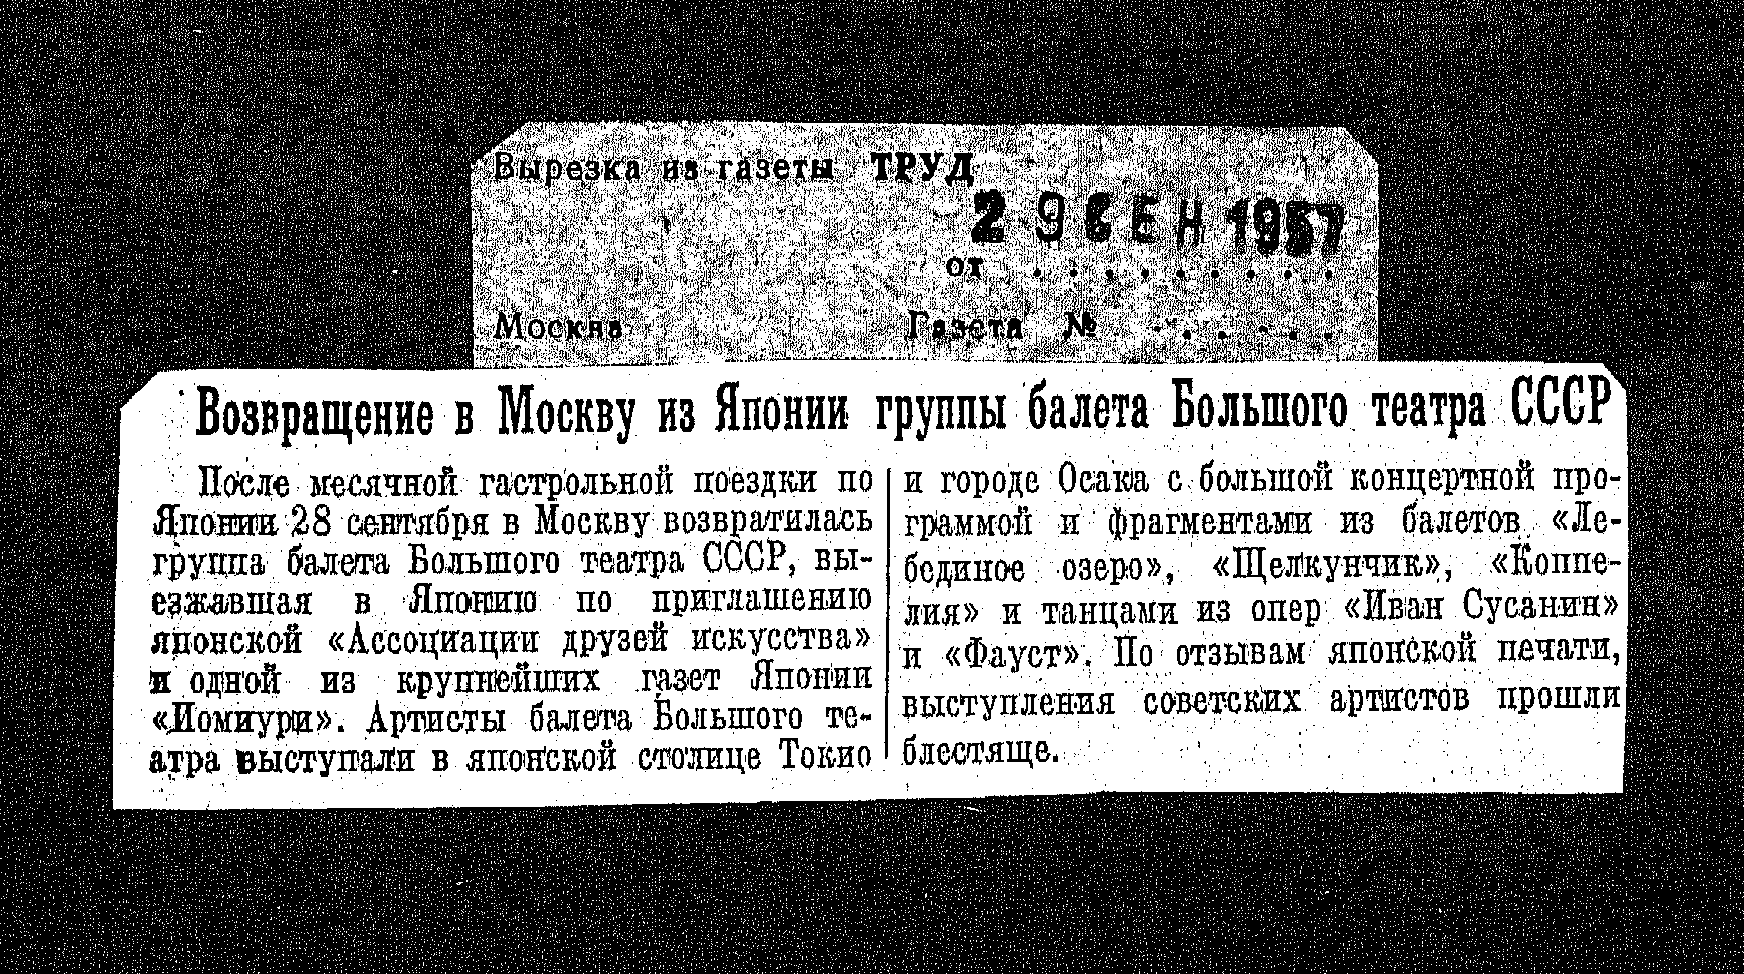 Вырезка из газеты ТРУД
29 СЕН 1957
от . . . . . . . . .
Москва Газета № . . . . . .
Возвращение в Москву из Японии группы балета Большого театра СССР
После месячной гастрольной поездки по
Японии 28 сентября в Москву возвратилась
группа балета Большого театра СССР, вы-
езжавшая в Японию по приглашению
японской «Ассоциации друзей искусства»
и одной из крупнейших газет Японии
«Иомиури». Артисты балета Большого те-
атра выступали в японской столице Токио
и городе Осака с большой концертной про-
граммой и фрагментами из балетов «Ле-
бединое озеро», «Щелкунчик», «Коппе-
лия» и танцами из опер «Иван Сусанин»
и «Фауст». По отзывам японской печати,
выступления советских артистов прошли
блестяще.